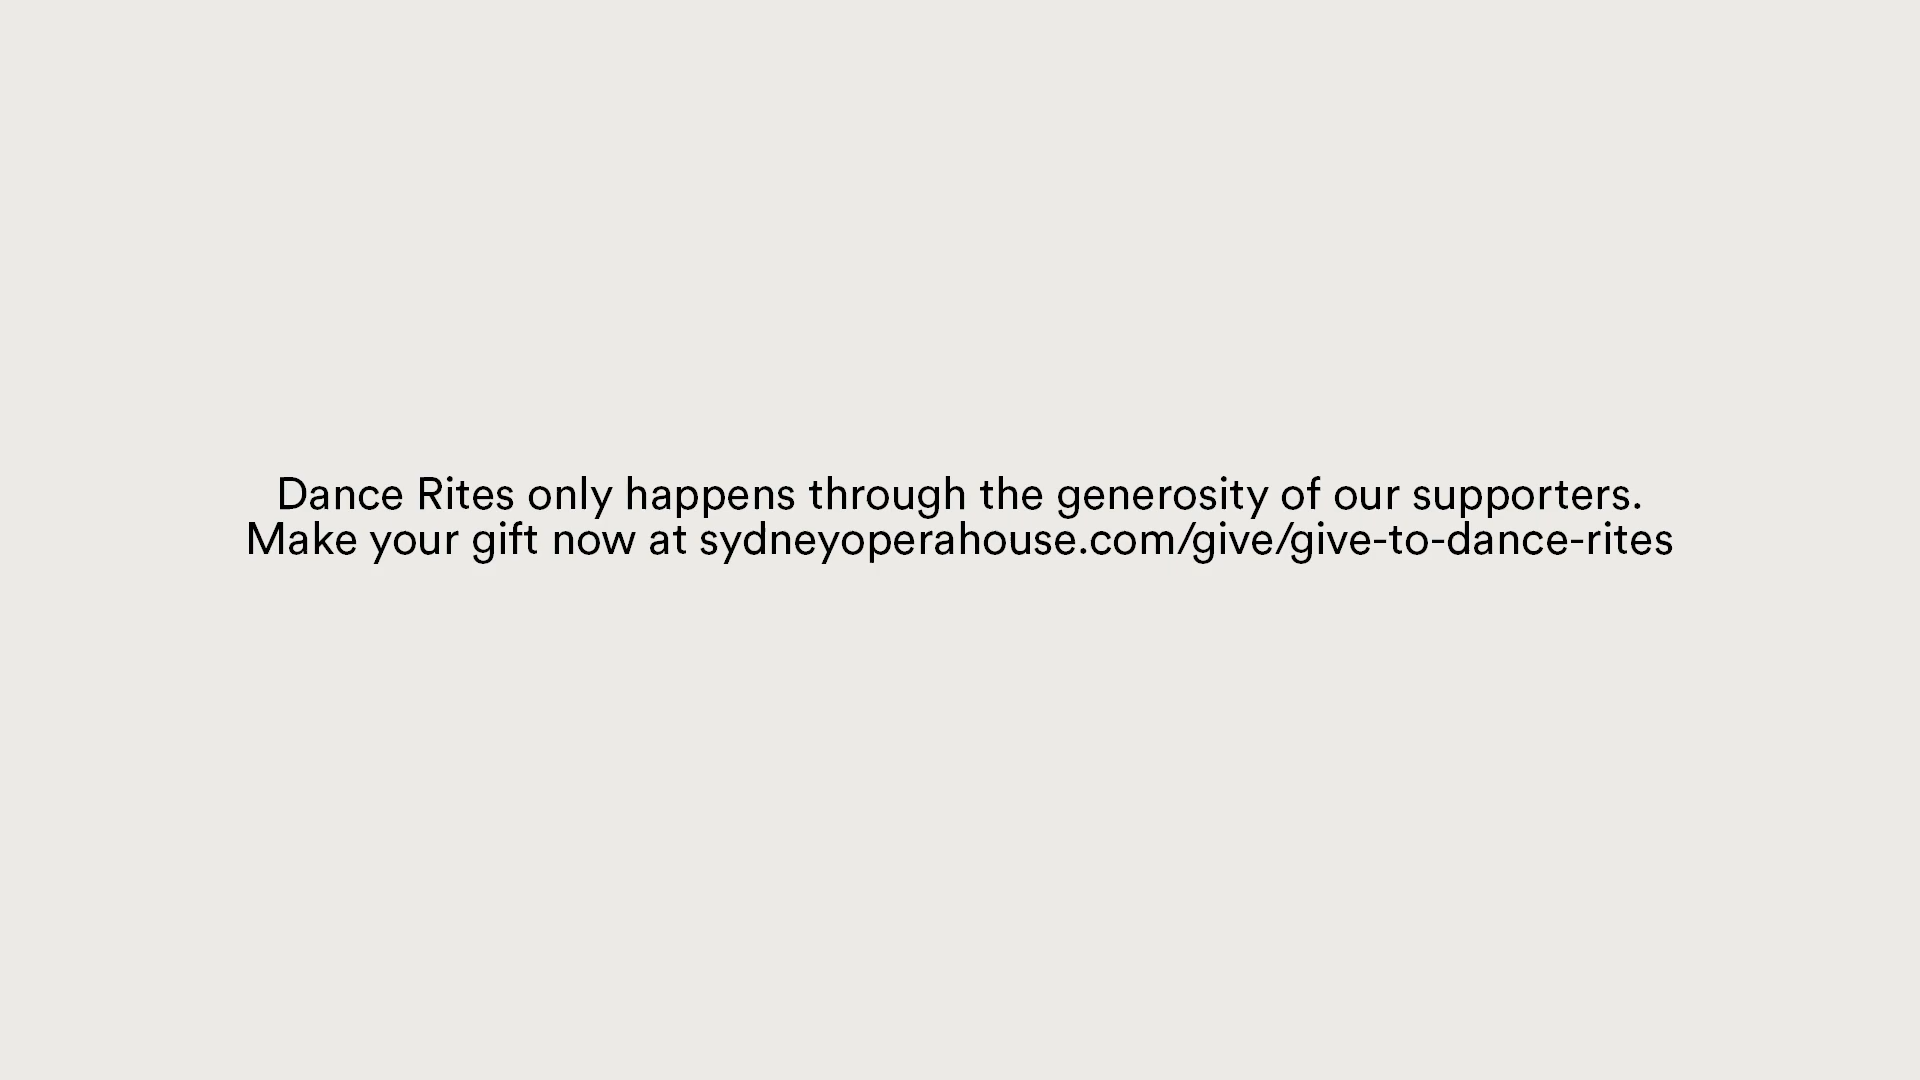 Dance Rites only happens through the generosity of our supporters.
Make your gift now at sydneyoperahouse.com/give/give-to-dance-rites